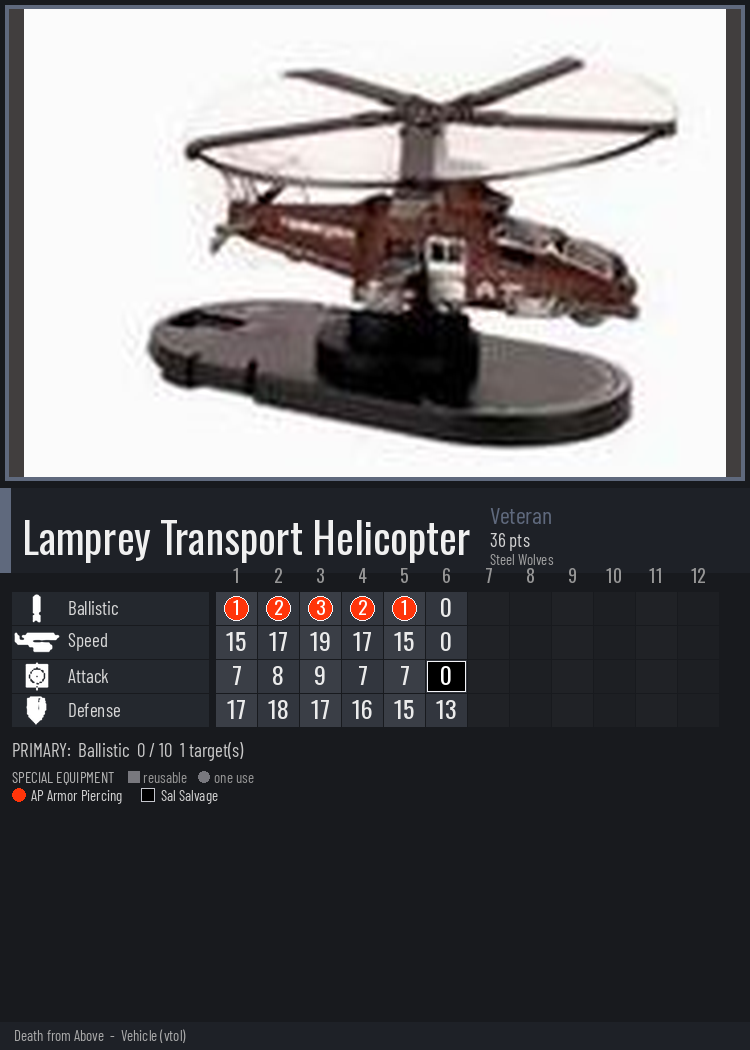 Lamprey Transport Helicopter
Veteran
36 pts
Steel Wolves
1 2 3 4 5 6 7 8 9 10 11 12
Ballistic 1 2 3 2 1 0
Speed 15 17 19 17 15 0
Attack 7 8 9 7 7 0
Defense 17 18 17 16 15 13
PRIMARY: Ballistic 0 / 10 1 target(s)
SPECIAL EQUIPMENT reusable one use
AP Armor Piercing Sal Salvage
Death from Above - Vehicle (vtol)